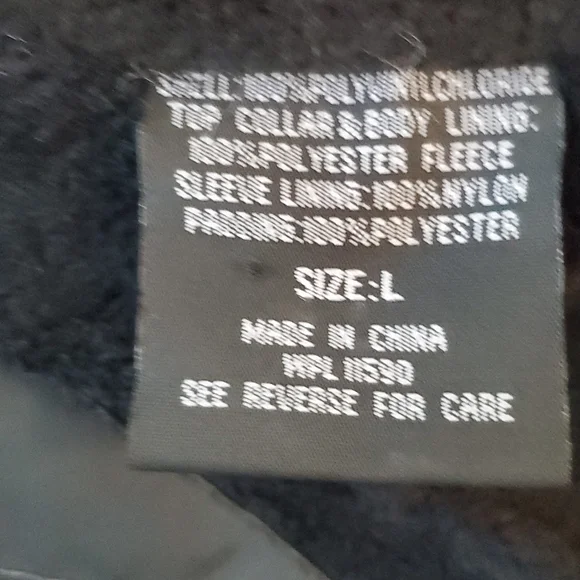 SHELL:100%POLYVINYLCHLORIDE
TOP COLLAR&BODY LINING:
100%POLYESTER FLEECE
SLEEVE LINING:100%NYLON
PADDING:100%POLYESTER
SIZE:L
MADE IN CHINA
WPL 11590
SEE REVERSE FOR CARE